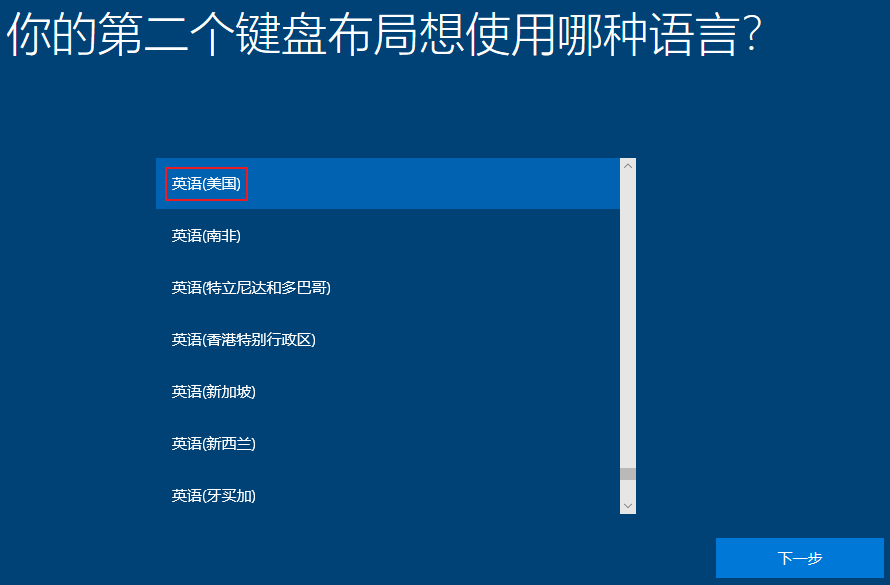 你的第二个键盘布局想使用哪种语言?
英语(美国)
英语(南非)
英语(特立尼达和多巴哥)
英语(香港特别行政区)
英语(新加坡)
英语(新西兰)
英语(牙买加)
下一步